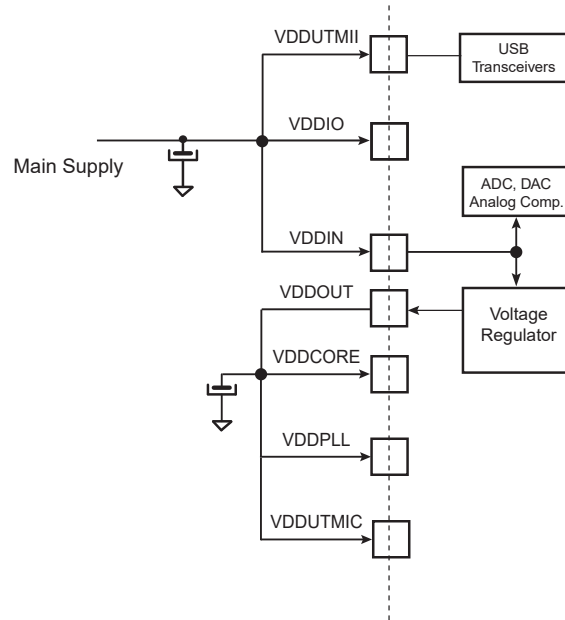 VDDUTMII
USB
Transceivers
VDDIO
Main Supply
ADC, DAC
Analog Comp.
VDDIN
VDDOUT
Voltage
Regulator
VDDCORE
VDDPLL
VDDUTMIC